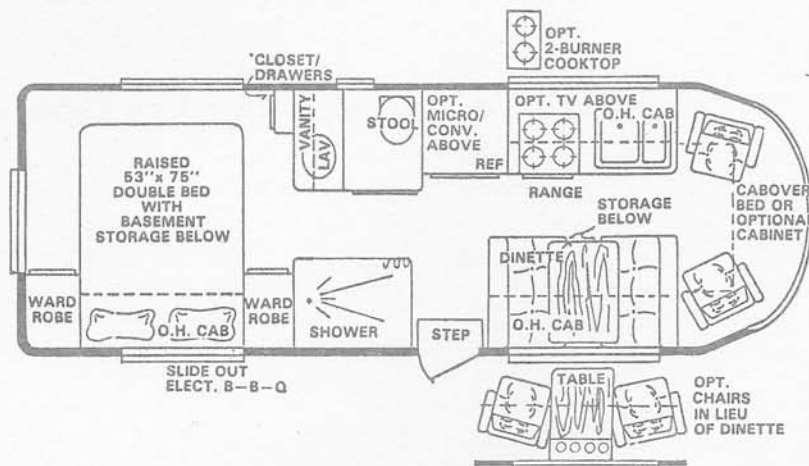 OPT.
2-BURNER
COOKTOP
CLOSET/
DRAWERS
VANITY
LAV
STOOL
OPT.
MICRO/
CONV.
ABOVE
REF
OPT. TV ABOVE
O.H. CAB
RANGE
RAISED
53"x 75"
DOUBLE BED
WITH
BASEMENT
STORAGE BELOW
STORAGE
BELOW
CABOVER
BED OR
OPTIONAL
CABINET
DINETTE
O.H. CAB
WARD
ROBE
O.H. CAB
WARD
ROBE
SHOWER
STEP
SLIDE OUT
ELECT. B-B-Q
TABLE
OPT.
CHAIRS
IN LIEU
OF DINETTE